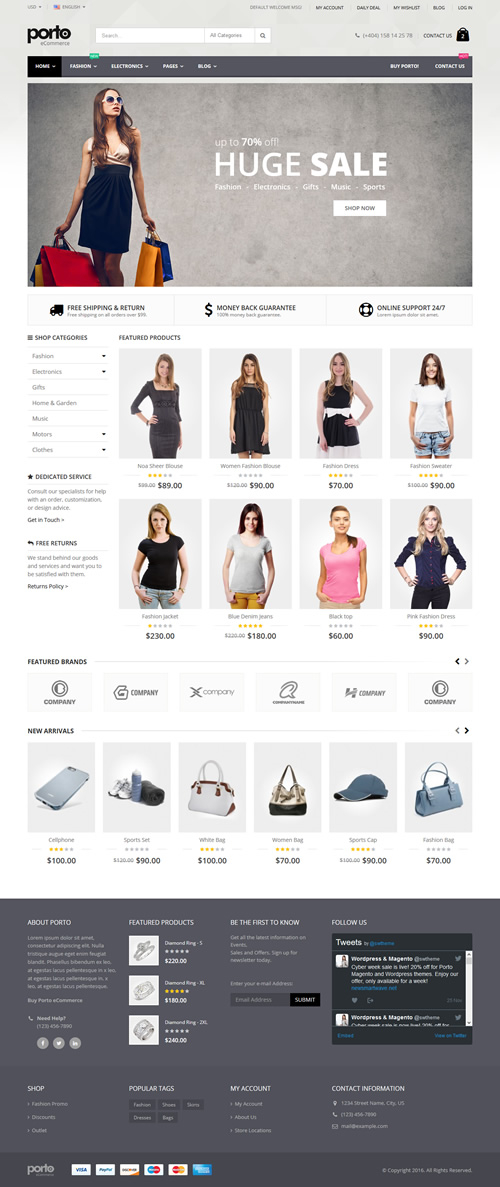 USD ENGLISH DEFAULT WELCOME MSG! MY ACCOUNT DAILY DEAL MY WISHLIST BLOG LOG IN
porto
eCommerce
Search... All Categories (+404) 158 14 25 78 CONTACT US 2
HOME FASHION ELECTRONICS PAGES BLOG BUY PORTO! CONTACT US
up to 70% off!
HUGE SALE
Fashion - Electronics - Gifts - Music - Sports
SHOP NOW
FREE SHIPPING & RETURN
Free shipping on all orders over $99.
MONEY BACK GUARANTEE
100% money back guarantee.
ONLINE SUPPORT 24/7
Lorem ipsum dolor sit amet.
SHOP CATEGORIES
Fashion
Electronics
Gifts
Home & Garden
Music
Motors
Clothes
DEDICATED SERVICE
Consult our specialists for help
with an order, customization,
or design advice.
Get in Touch >
FREE RETURNS
We stand behind our goods
and services and want you to
be satisfied with them.
Returns Policy >
FEATURED PRODUCTS
Noa Sheer Blouse
$99.00 $89.00
Women Fashion Blouse
$120.00 $90.00
Fashion Dress
$70.00
Fashion Sweater
$100.00 $90.00
Fashion Jacket
$230.00
Blue Denim Jeans
$220.00 $180.00
Black top
$60.00
Pink Fashion Dress
$90.00
FEATURED BRANDS
COMPANY
COMPANY
company
COMPANYNAME
COMPANY
COMPANY
NEW ARRIVALS
Cellphone
$100.00
Sports Set
$120.00 $90.00
White Bag
$100.00
Women Bag
$70.00
Sports Cap
$100.00 $90.00
Fashion Bag
$70.00
ABOUT PORTO
Lorem ipsum dolor sit amet,
consectetur adipiscing elit. Nulla
tristique augue eget enim feugiat
blandit. Phasellus bibendum ex leo,
at egestas lacus pellentesque in x leo,
at egestas lacus pellentesque in. x
leo, at egestas lacus pellentesque in.
Buy Porto eCommerce
Need Help?
(123) 456-7890
FEATURED PRODUCTS
Diamond Ring - S
$220.00
Diamond Ring - XL
$180.00
Diamond Ring - 2XL
$240.00
BE THE FIRST TO KNOW
Get all the latest information on
Events,
Sales and Offers. Sign up for
newsletter today.
Enter your e-mail Address
Email Address SUBMIT
FOLLOW US
Tweets by @swtheme
Wordpress & Magento @swtheme
Cyber week sale is live! 20% off for Porto
Magento and Wordpress themes. Enjoy our
offer, only available for a week!
Wordpress & Magento @swtheme
Cyber week sale is now live! 20% off for
Embed View on Twitter
SHOP
Fashion Promo
Discounts
Outlet
POPULAR TAGS
Fashion Shoes Skirts
Dresses Bags
MY ACCOUNT
My Account
About Us
Store Locations
CONTACT INFORMATION
1234 Street Name, City, US
(123) 456-7890
mail@example.com
porto
eCommerce
VISA PayPal DISCOVER
© Copyright 2016. All Rights Reserved.